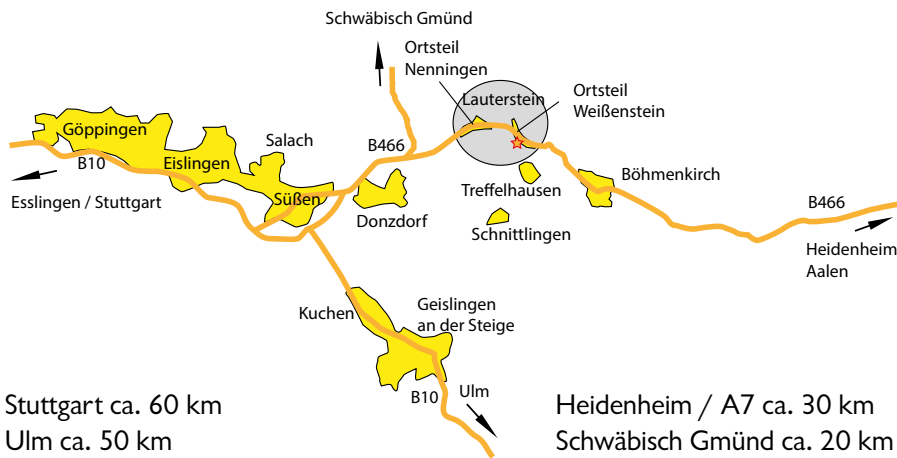 Schwäbisch Gmünd
Ortsteil
Nenningen
Lauterstein
Ortsteil
Weißenstein
Göppingen
Salach
B466
B10
Eislingen
Treffelhausen
Böhmenkirch
Esslingen / Stuttgart
Süßen
Donzdorf
Schnittlingen
B466
Heidenheim
Aalen
Kuchen
Geislingen
an der Steige
B10
Ulm
Stuttgart ca. 60 km
Ulm ca. 50 km
Heidenheim / A7 ca. 30 km
Schwäbisch Gmünd ca. 20 km